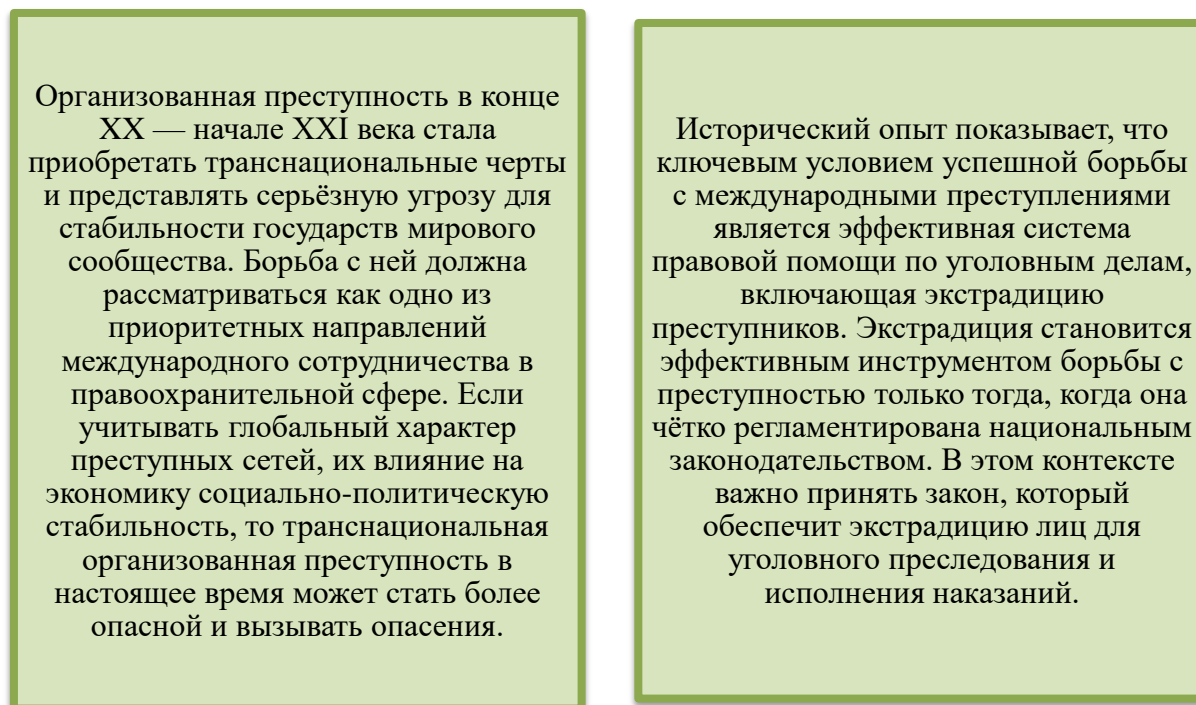 Организованная преступность в конце
XX — начале XXI века стала
приобретать транснациональные черты
и представлять серьёзную угрозу для
стабильности государств мирового
сообщества. Борьба с ней должна
рассматриваться как одно из
приоритетных направлений
международного сотрудничества в
правоохранительной сфере. Если
учитывать глобальный характер
преступных сетей, их влияние на
экономику социально-политическую
стабильность, то транснациональная
организованная преступность в
настоящее время может стать более
опасной и вызывать опасения.
Исторический опыт показывает, что
ключевым условием успешной борьбы
с международными преступлениями
является эффективная система
правовой помощи по уголовным делам,
включающая экстрадицию
преступников. Экстрадиция становится
эффективным инструментом борьбы с
преступностью только тогда, когда она
чётко регламентирована национальным
законодательством. В этом контексте
важно принять закон, который
обеспечит экстрадицию лиц для
уголовного преследования и
исполнения наказаний.